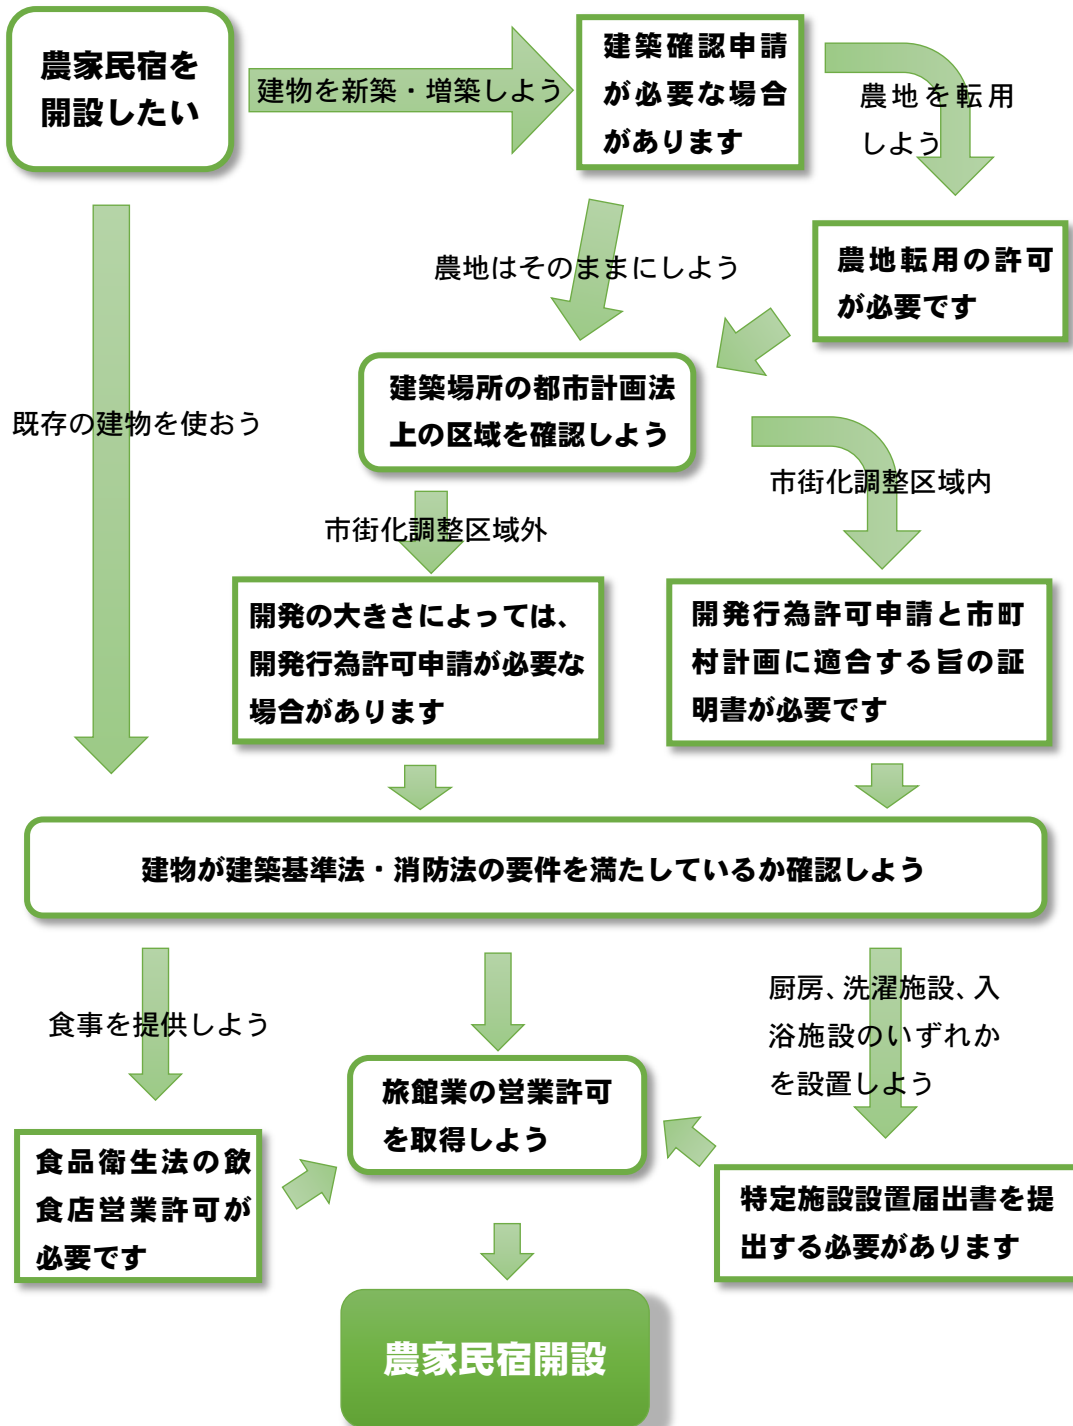 農家民宿を
開設したい
建物を新築・増築しよう
建築確認申請
が必要な場合
があります
農地を転用
しよう
農地はそのままにしよう
農地転用の許可
が必要です
既存の建物を使おう
建築場所の都市計画法
上の区域を確認しよう
市街化調整区域外
市街化調整区域内
開発の大きさによっては、
開発行為許可申請が必要な
場合があります
開発行為許可申請と市町
村計画に適合する旨の証
明書が必要です
建物が建築基準法・消防法の要件を満たしているか確認しよう
食事を提供しよう
厨房、洗濯施設、入
浴施設のいずれか
を設置しよう
旅館業の営業許可
を取得しよう
食品衛生法の飲
食店営業許可が
必要です
特定施設設置届出書を提
出する必要があります
農家民宿開設